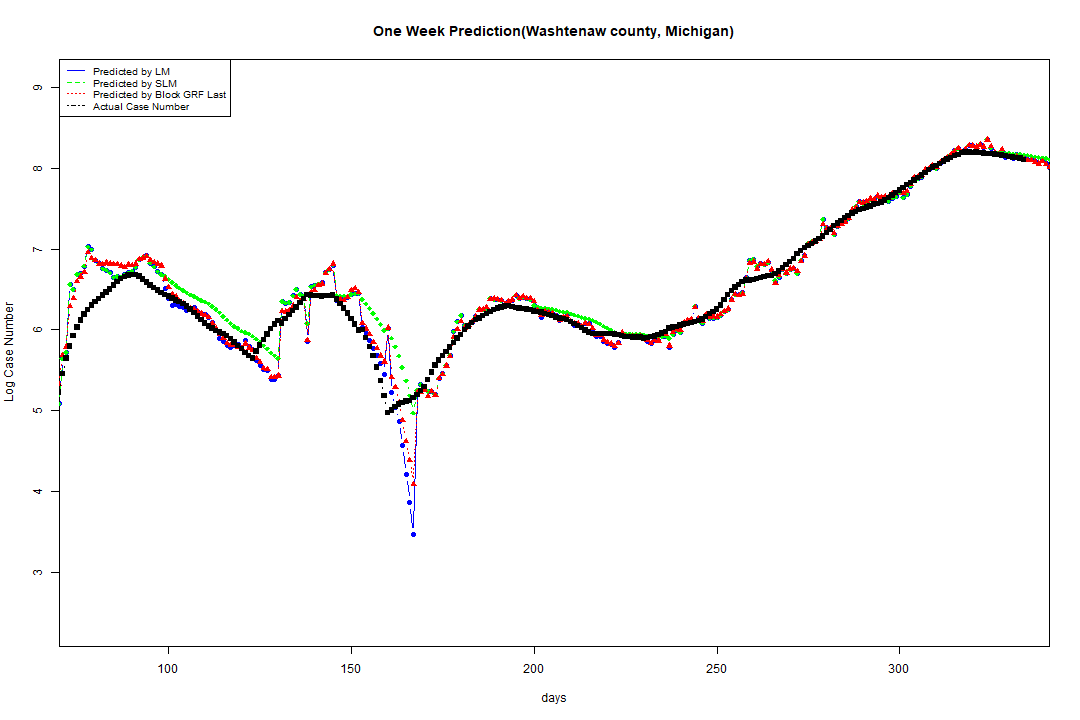 One Week Prediction(Washtenaw county, Michigan)
Predicted by LM
Predicted by SLM
Predicted by Block GRF Last
Actual Case Number
9
8
7
6
5
4
3
Log Case Number
100 150 200 250 300
days